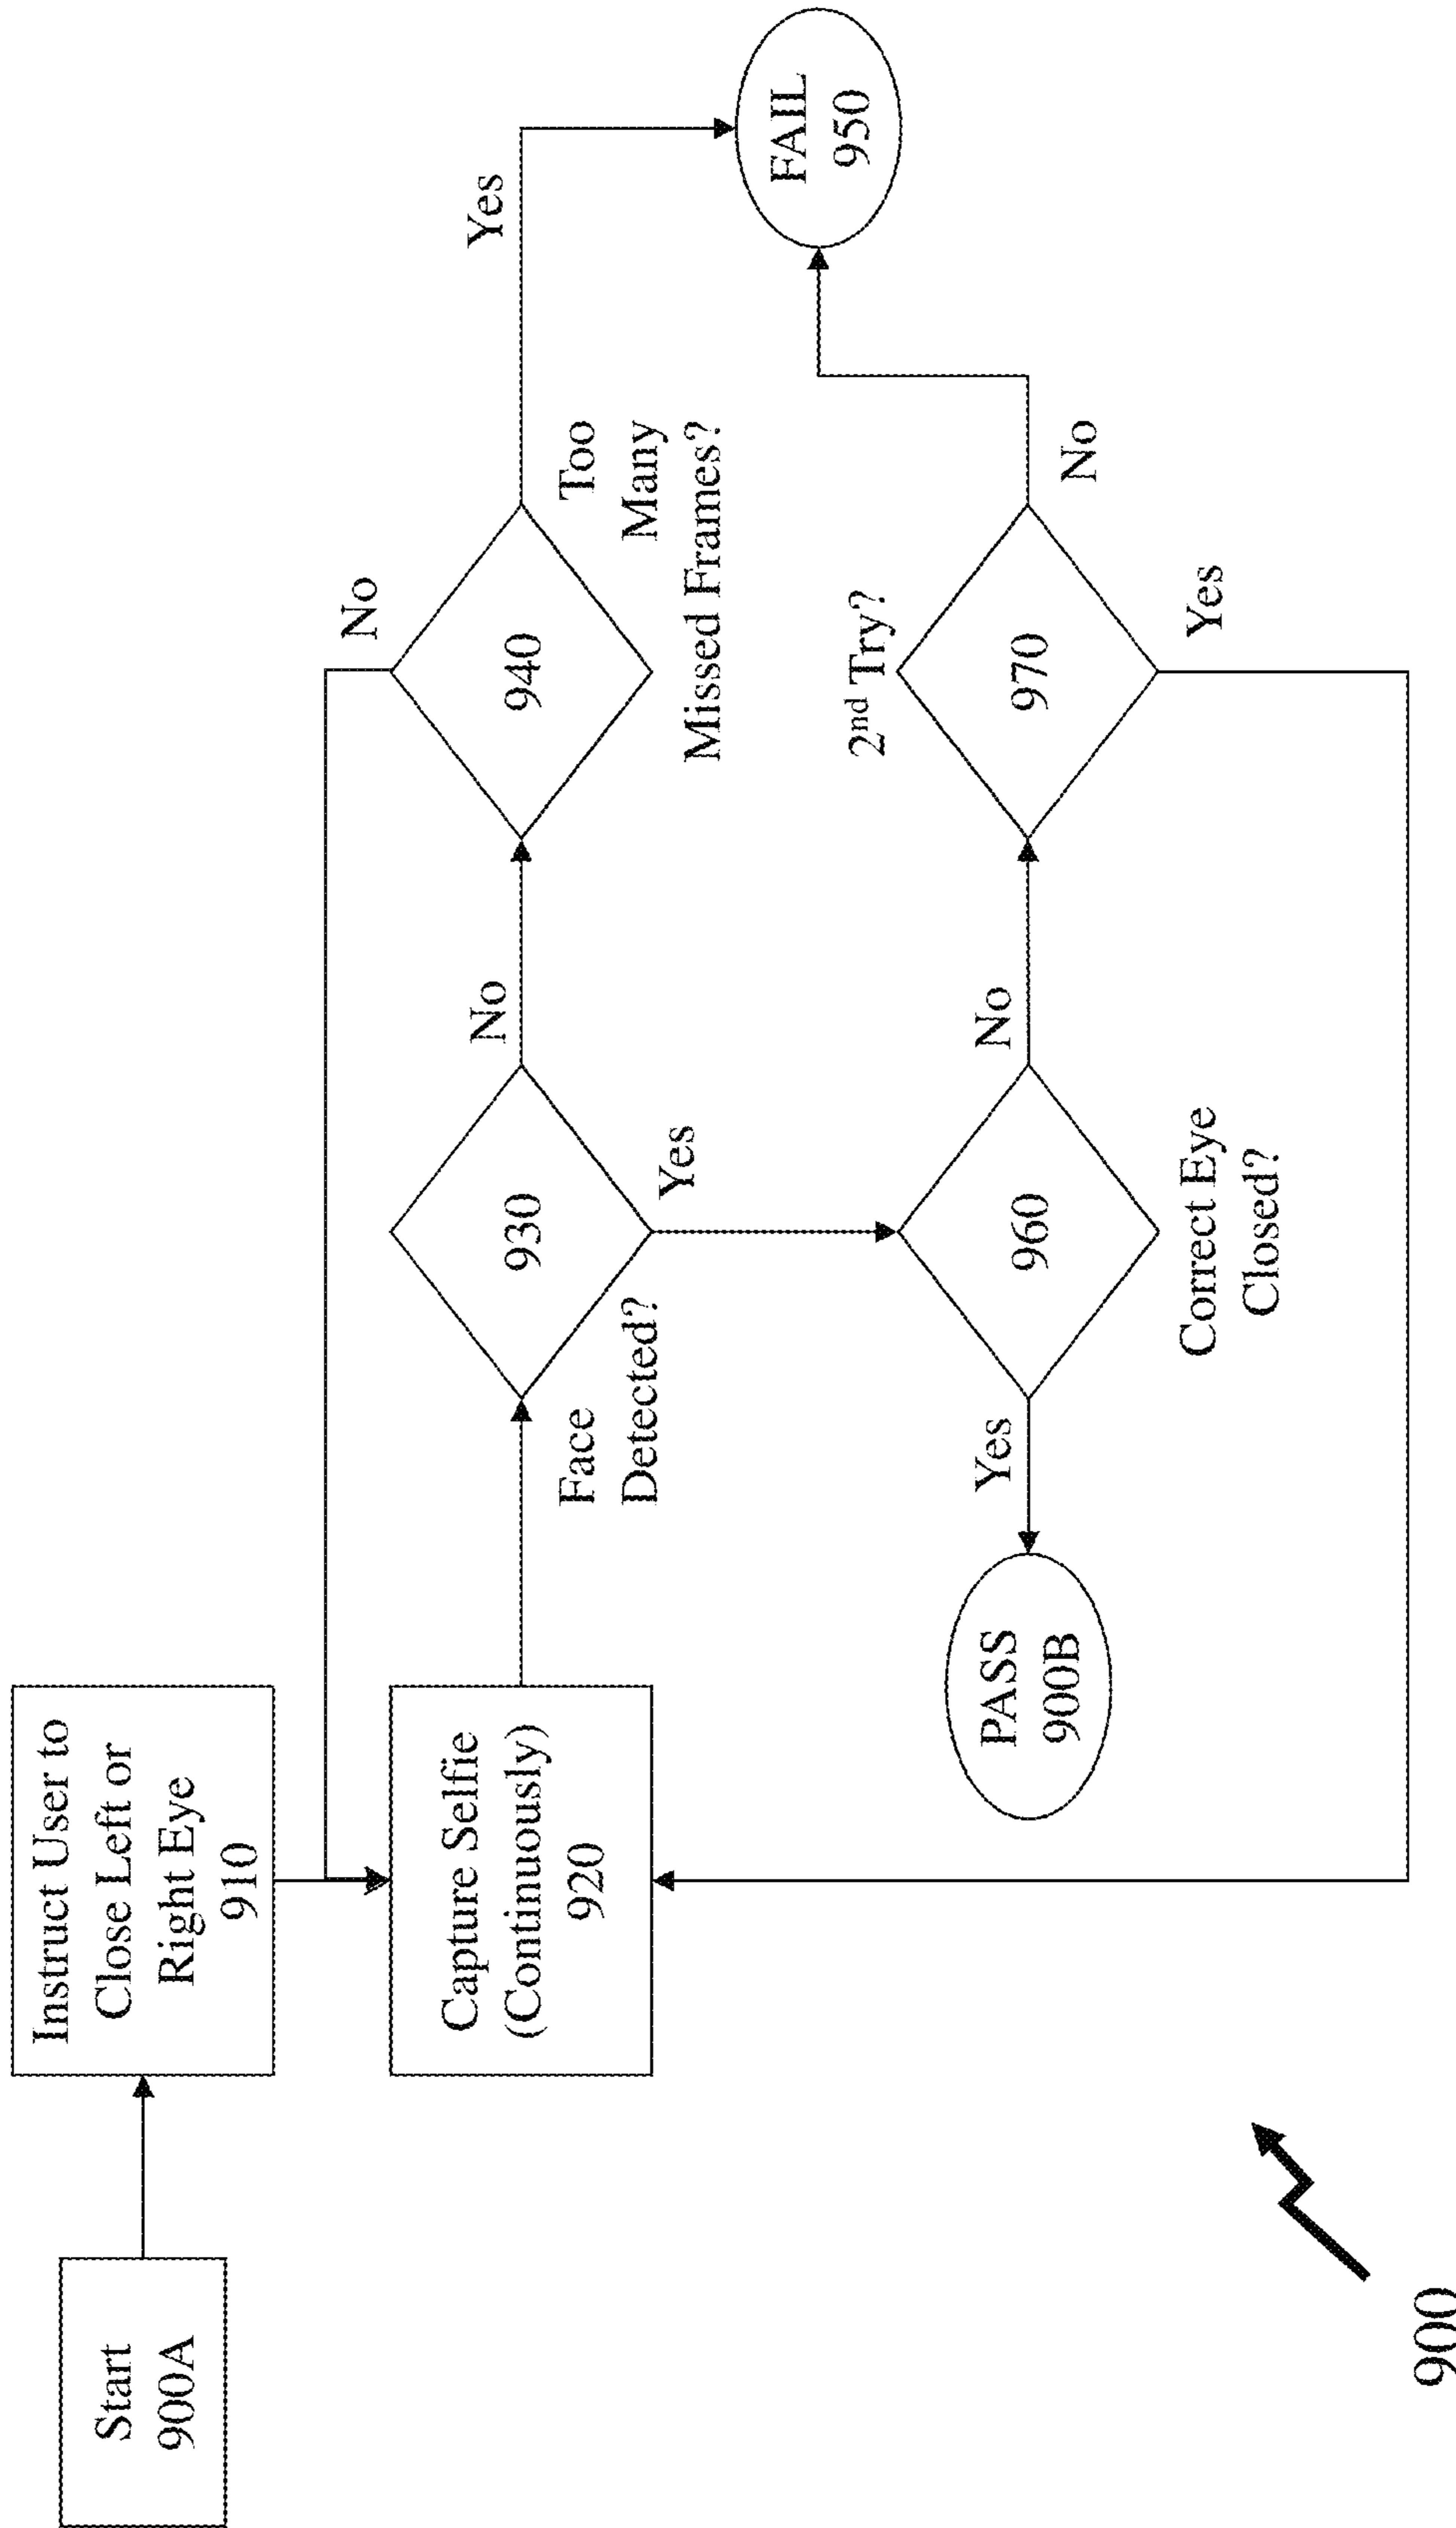 Start
900A
Instruct User to
Close Left or
Right Eye
910
Capture Selfie
(Continuously)
920
Face
Detected?
930
No
Yes
940
No
Too
Many
Missed Frames?
Yes
FAIL
950
PASS
900B
Yes
960
Correct Eye
Closed?
No
2nd Try?
970
No
Yes
900